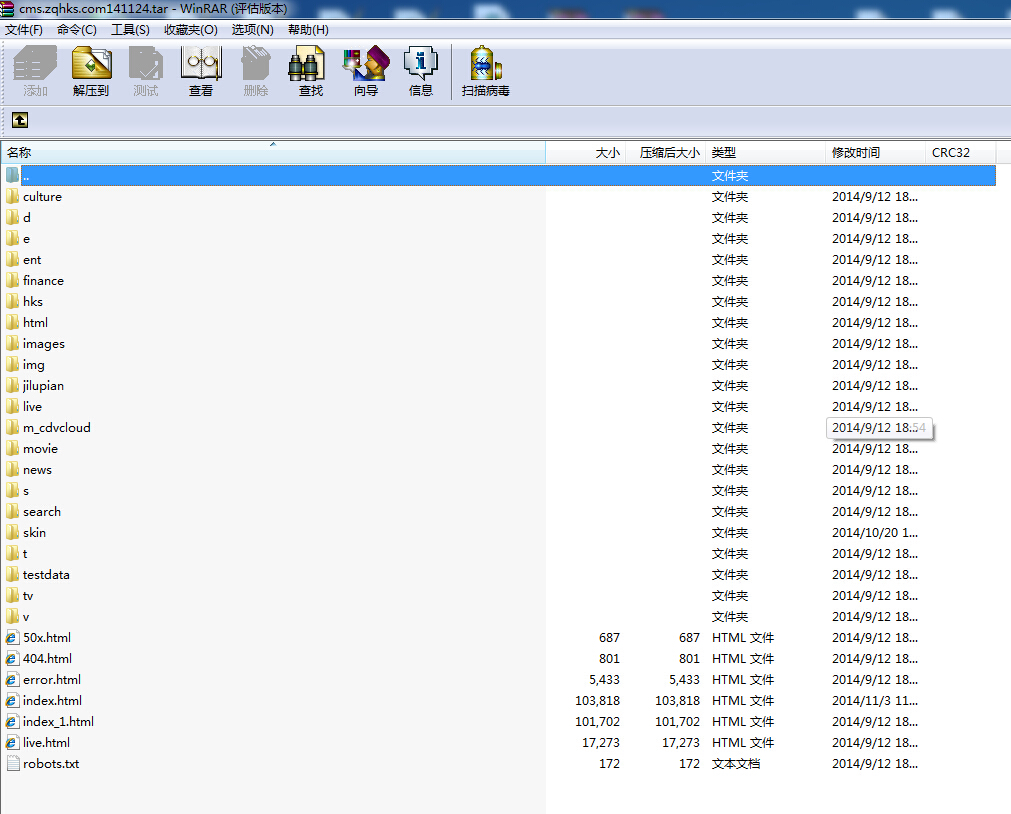 cms.zqhks.com141124.tar - WinRAR (评估版本)
文件(F) 命令(C) 工具(S) 收藏夹(O) 选项(N) 帮助(H)
添加 解压到 测试 查看 删除 查找 向导 信息 扫描病毒
名称 大小 压缩后大小 类型 修改时间 CRC32
.. 文件夹
culture 文件夹 2014/9/12 18...
d 文件夹 2014/9/12 18...
e 文件夹 2014/9/12 18...
ent 文件夹 2014/9/12 18...
finance 文件夹 2014/9/12 18...
hks 文件夹 2014/9/12 18...
html 文件夹 2014/9/12 18...
images 文件夹 2014/9/12 18...
img 文件夹 2014/9/12 18...
jilupian 文件夹 2014/9/12 18...
live 文件夹 2014/9/12 18...
m_cdvcloud 文件夹 2014/9/12 18:54
movie 文件夹 2014/9/12 18...
news 文件夹 2014/9/12 18...
s 文件夹 2014/9/12 18...
search 文件夹 2014/9/12 18...
skin 文件夹 2014/10/20 1...
t 文件夹 2014/9/12 18...
testdata 文件夹 2014/9/12 18...
tv 文件夹 2014/9/12 18...
v 文件夹 2014/9/12 18...
50x.html 687 687 HTML 文件 2014/9/12 18...
404.html 801 801 HTML 文件 2014/9/12 18...
error.html 5,433 5,433 HTML 文件 2014/9/12 18...
index.html 103,818 103,818 HTML 文件 2014/11/3 11...
index_1.html 101,702 101,702 HTML 文件 2014/9/12 18...
live.html 17,273 17,273 HTML 文件 2014/9/12 18...
robots.txt 172 172 文本文档 2014/9/12 18...